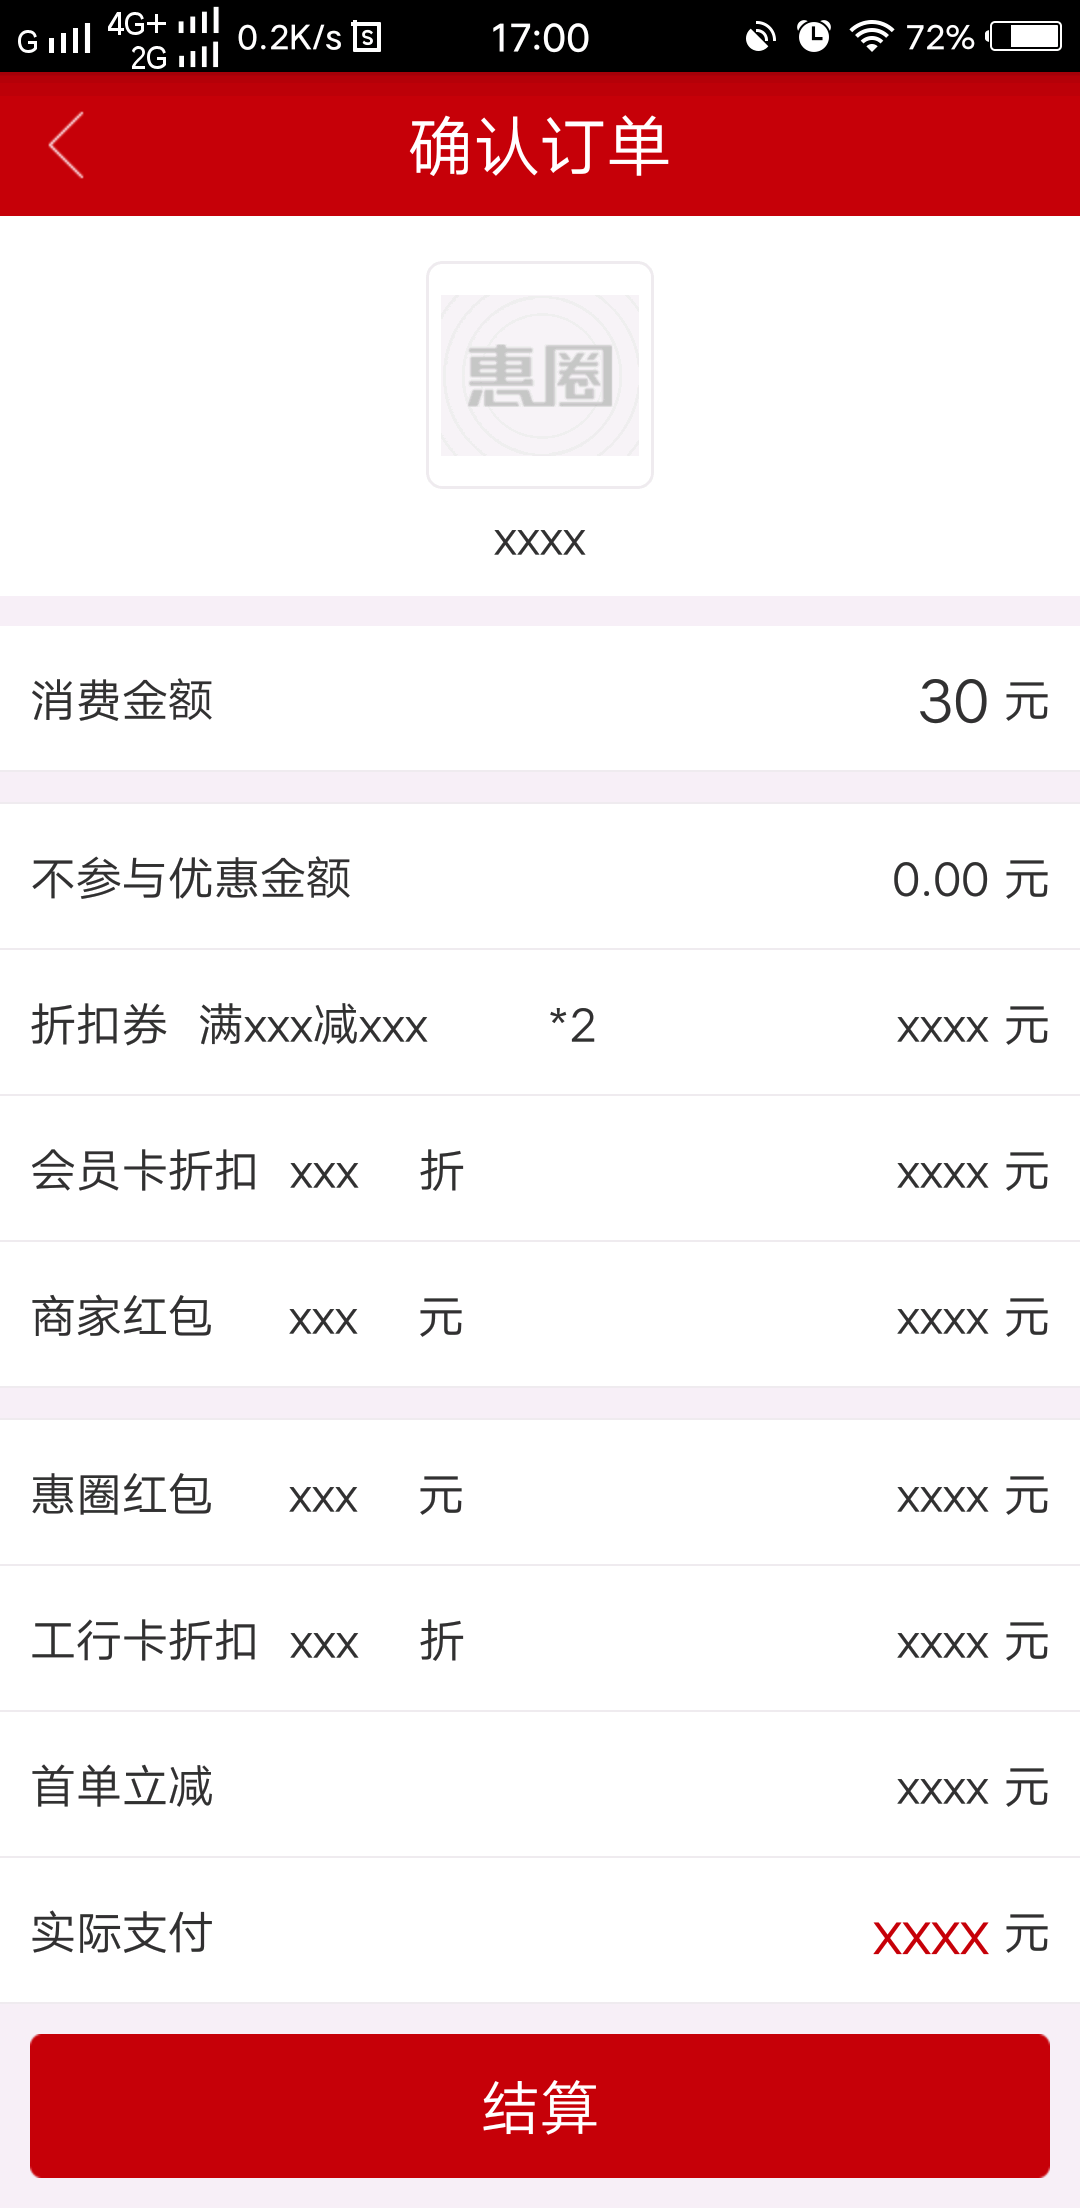 G 4G+ 2G 0.2K/s S 17:00 72%
确认订单
惠圈
xxxx
消费金额 30 元
不参与优惠金额 0.00 元
折扣券 满xxx减xxx *2 xxxx 元
会员卡折扣 xxx 折 xxxx 元
商家红包 xxx 元 xxxx 元
惠圈红包 xxx 元 xxxx 元
工行卡折扣 xxx 折 xxxx 元
首单立减 xxxx 元
实际支付 xxxx 元
结算